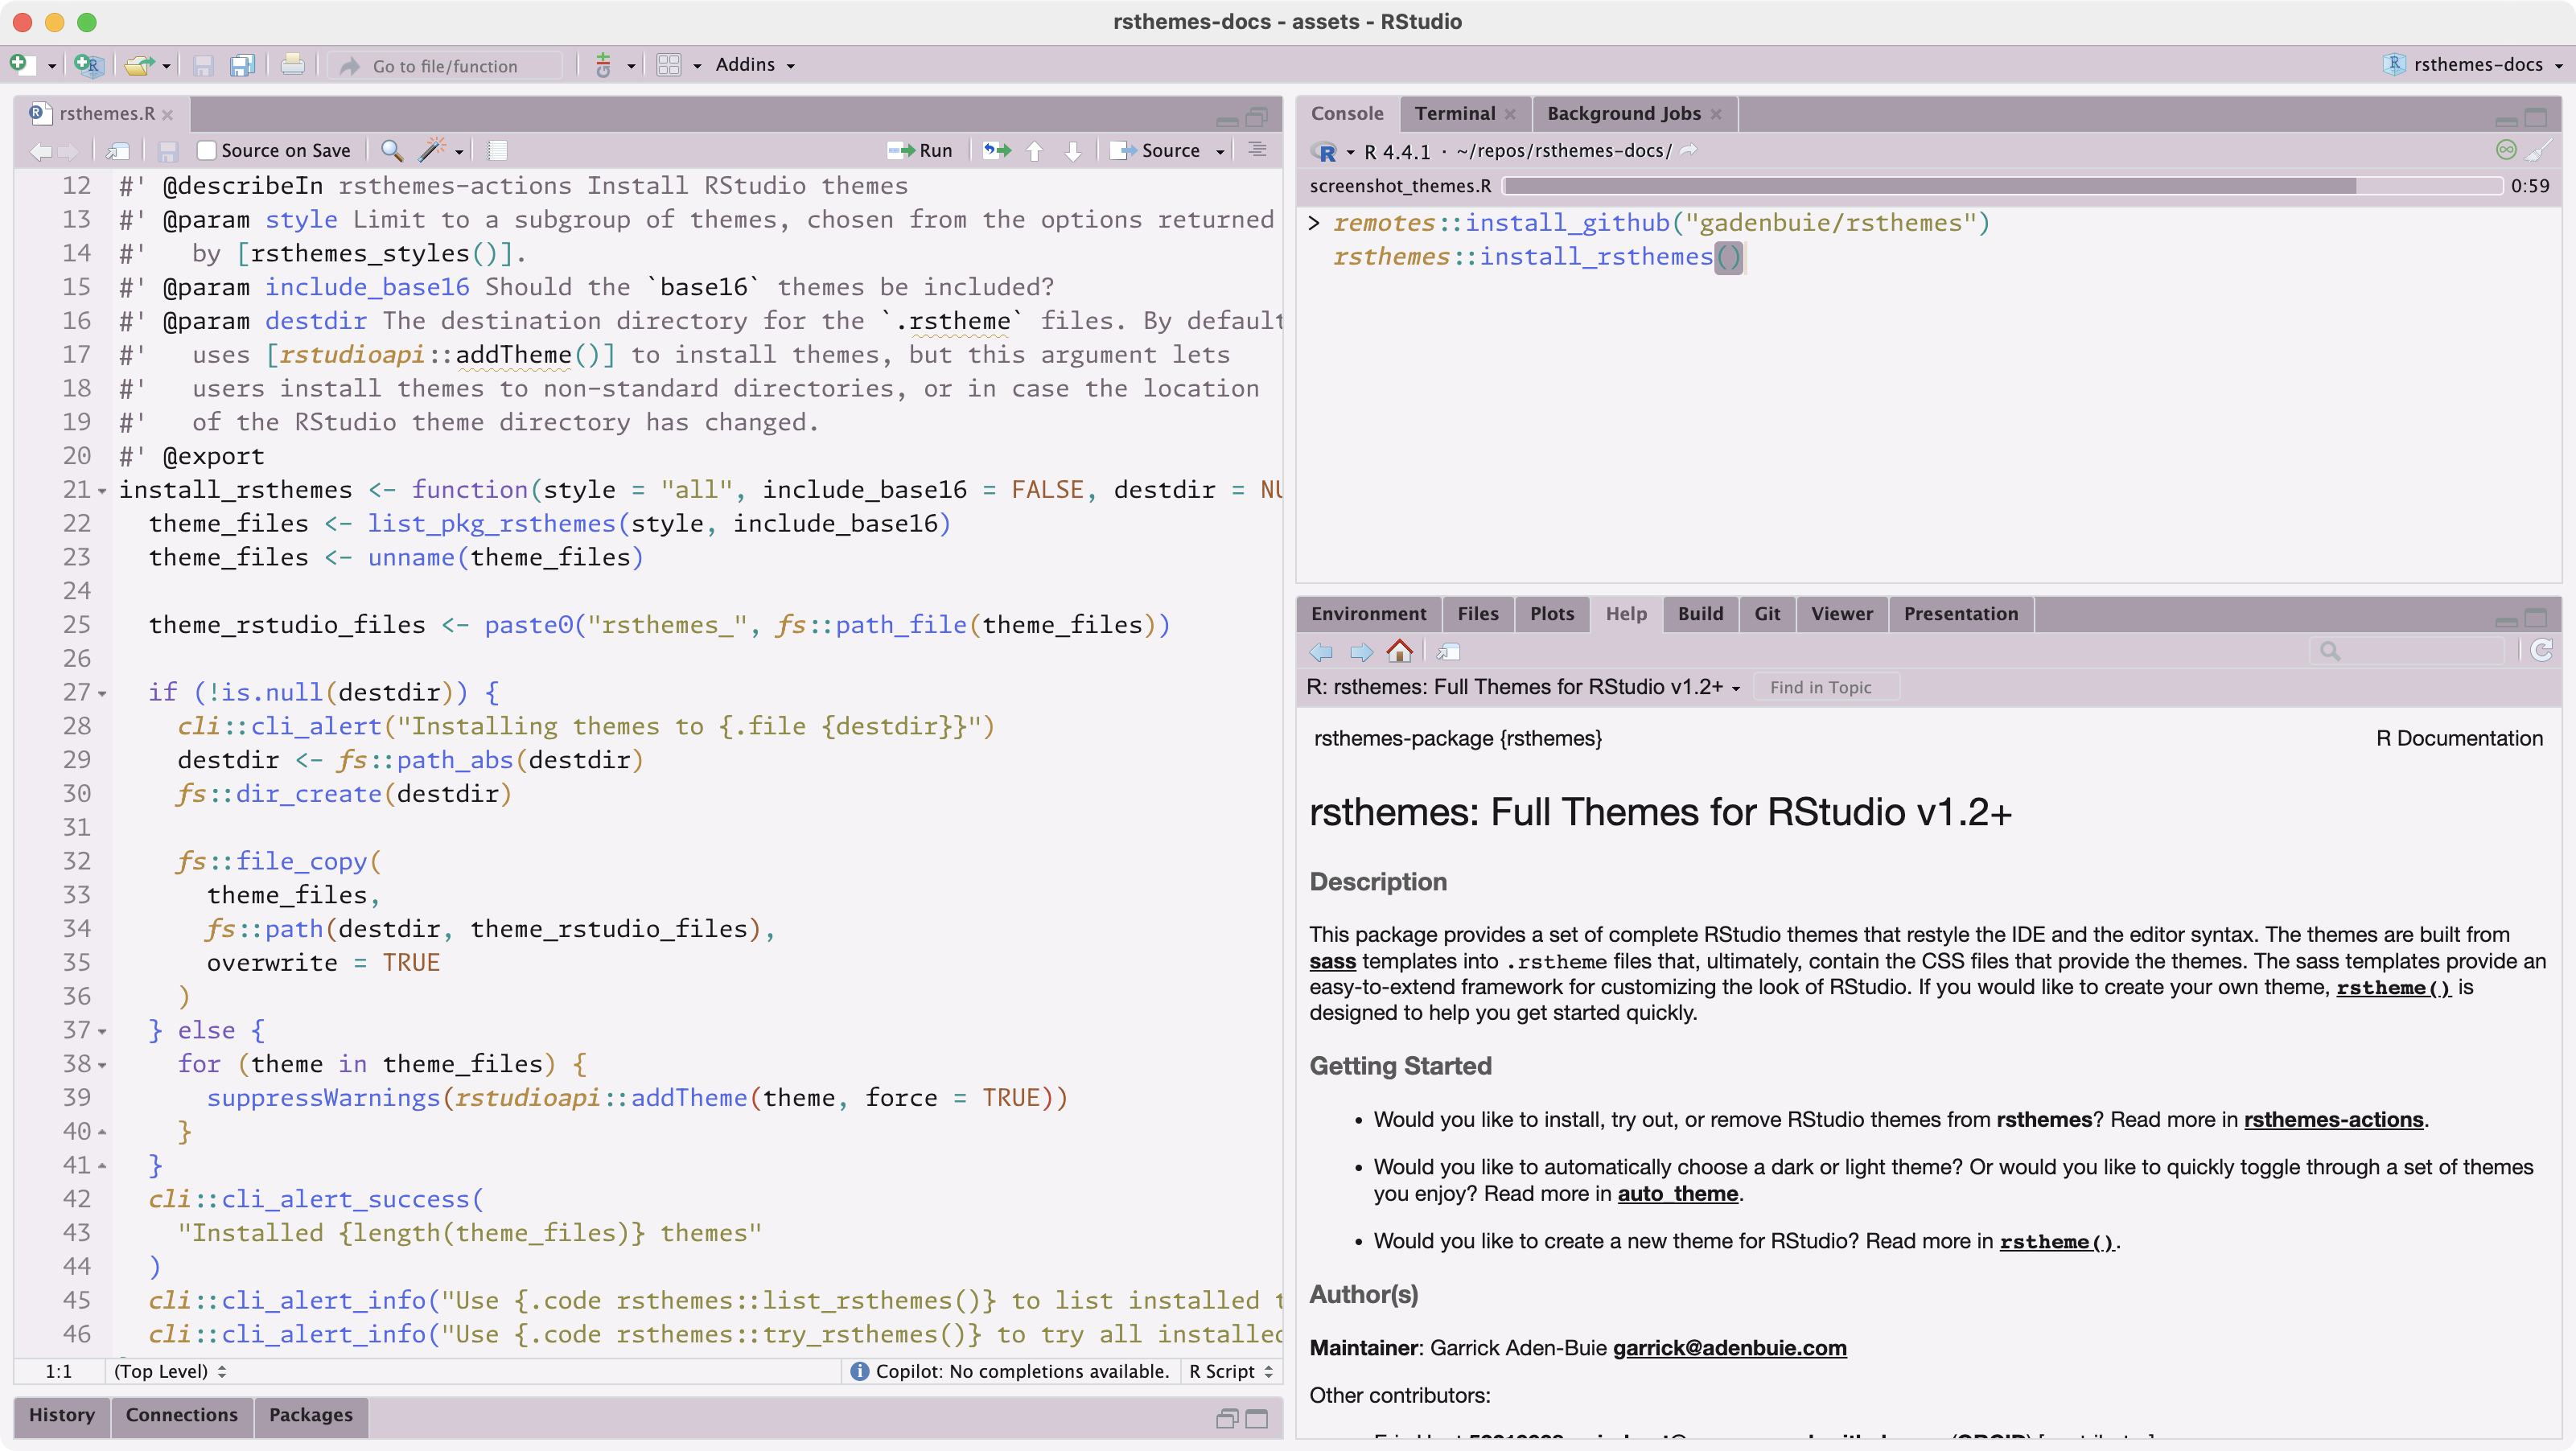 rsthemes-docs - assets - RStudio
Go to file/function
Addins
rsthemes-docs
rsthemes.R
Source on Save
Run
Source
12 #' @describeIn rsthemes-actions Install RStudio themes
13 #' @param style Limit to a subgroup of themes, chosen from the options returned
14 #'   by [rsthemes_styles()].
15 #' @param include_base16 Should the `base16` themes be included?
16 #' @param destdir The destination directory for the `.rstheme` files. By default
17 #'   uses [rstudioapi::addTheme()] to install themes, but this argument lets
18 #'   users install themes to non-standard directories, or in case the location
19 #'   of the RStudio theme directory has changed.
20 #' @export
21 install_rsthemes <- function(style = "all", include_base16 = FALSE, destdir = NU
22   theme_files <- list_pkg_rsthemes(style, include_base16)
23   theme_files <- unname(theme_files)
24
25   theme_rstudio_files <- paste0("rsthemes_", fs::path_file(theme_files))
26
27   if (!is.null(destdir)) {
28     cli::cli_alert("Installing themes to {.file {destdir}}")
29     destdir <- fs::path_abs(destdir)
30     fs::dir_create(destdir)
31
32     fs::file_copy(
33       theme_files,
34       fs::path(destdir, theme_rstudio_files),
35       overwrite = TRUE
36     )
37   } else {
38     for (theme in theme_files) {
39       suppressWarnings(rstudioapi::addTheme(theme, force = TRUE))
40     }
41   }
42   cli::cli_alert_success(
43     "Installed {length(theme_files)} themes"
44   )
45   cli::cli_alert_info("Use {.code rsthemes::list_rsthemes()} to list installed t
46   cli::cli_alert_info("Use {.code rsthemes::try_rsthemes()} to try all installed
1:1 (Top Level) Copilot: No completions available. R Script
History Connections Packages
Console Terminal Background Jobs
R 4.4.1 · ~/repos/rsthemes-docs/
screenshot_themes.R 0:59
> remotes::install_github("gadenbuie/rsthemes")
rsthemes::install_rsthemes()
Environment Files Plots Help Build Git Viewer Presentation
R: rsthemes: Full Themes for RStudio v1.2+ Find in Topic
rsthemes-package {rsthemes} R Documentation
rsthemes: Full Themes for RStudio v1.2+
Description
This package provides a set of complete RStudio themes that restyle the IDE and the editor syntax. The themes are built from
sass templates into .rstheme files that, ultimately, contain the CSS files that provide the themes. The sass templates provide an
easy-to-extend framework for customizing the look of RStudio. If you would like to create your own theme, rstheme() is
designed to help you get started quickly.
Getting Started
• Would you like to install, try out, or remove RStudio themes from rsthemes? Read more in rsthemes-actions.
• Would you like to automatically choose a dark or light theme? Or would you like to quickly toggle through a set of themes
you enjoy? Read more in auto_theme.
• Would you like to create a new theme for RStudio? Read more in rstheme().
Author(s)
Maintainer: Garrick Aden-Buie garrick@adenbuie.com
Other contributors: